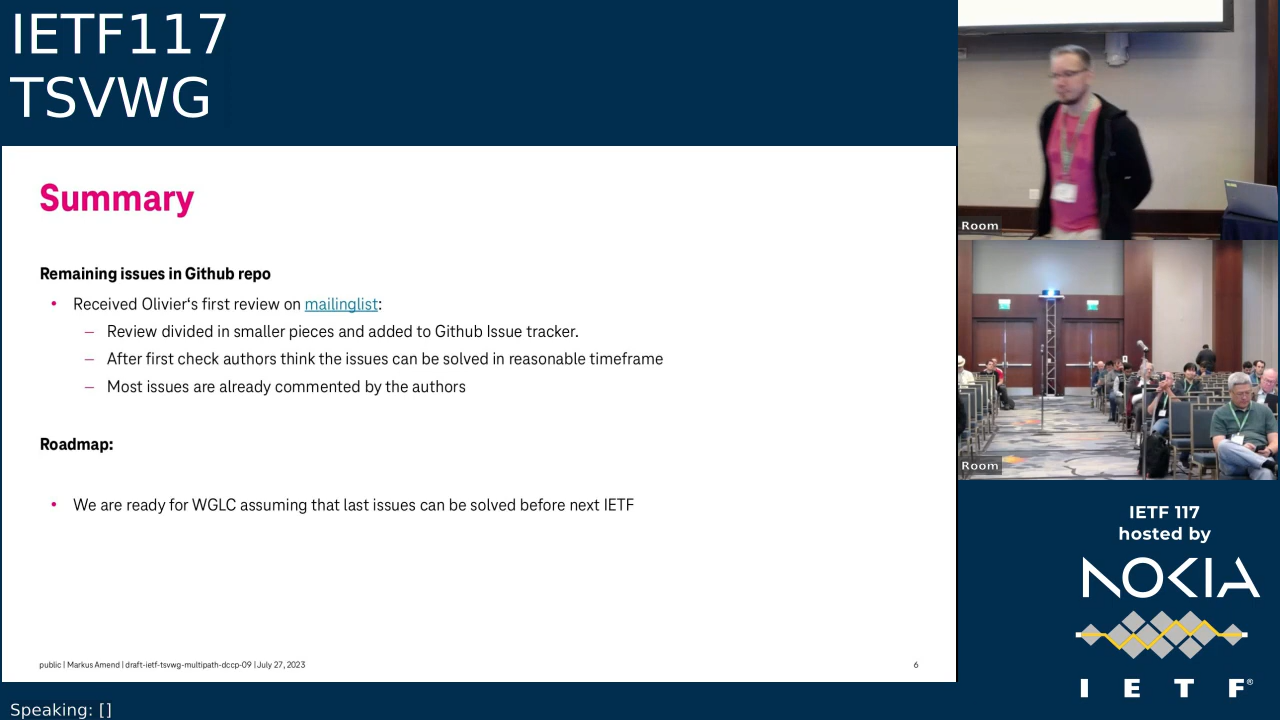 IETF117
TSVWG
Summary
Remaining issues in Github repo
• Received Olivier‘s first review on mailinglist:
– Review divided in smaller pieces and added to Github Issue tracker.
– After first check authors think the issues can be solved in reasonable timeframe
– Most issues are already commented by the authors
Roadmap:
• We are ready for WGLC assuming that last issues can be solved before next IETF
public | Markus Amend | draft-ietf-tsvwg-multipath-dccp-09 | July 27, 2023
6
Room
Room
IETF 117
hosted by
NOKIA
I E T F®
Speaking: []